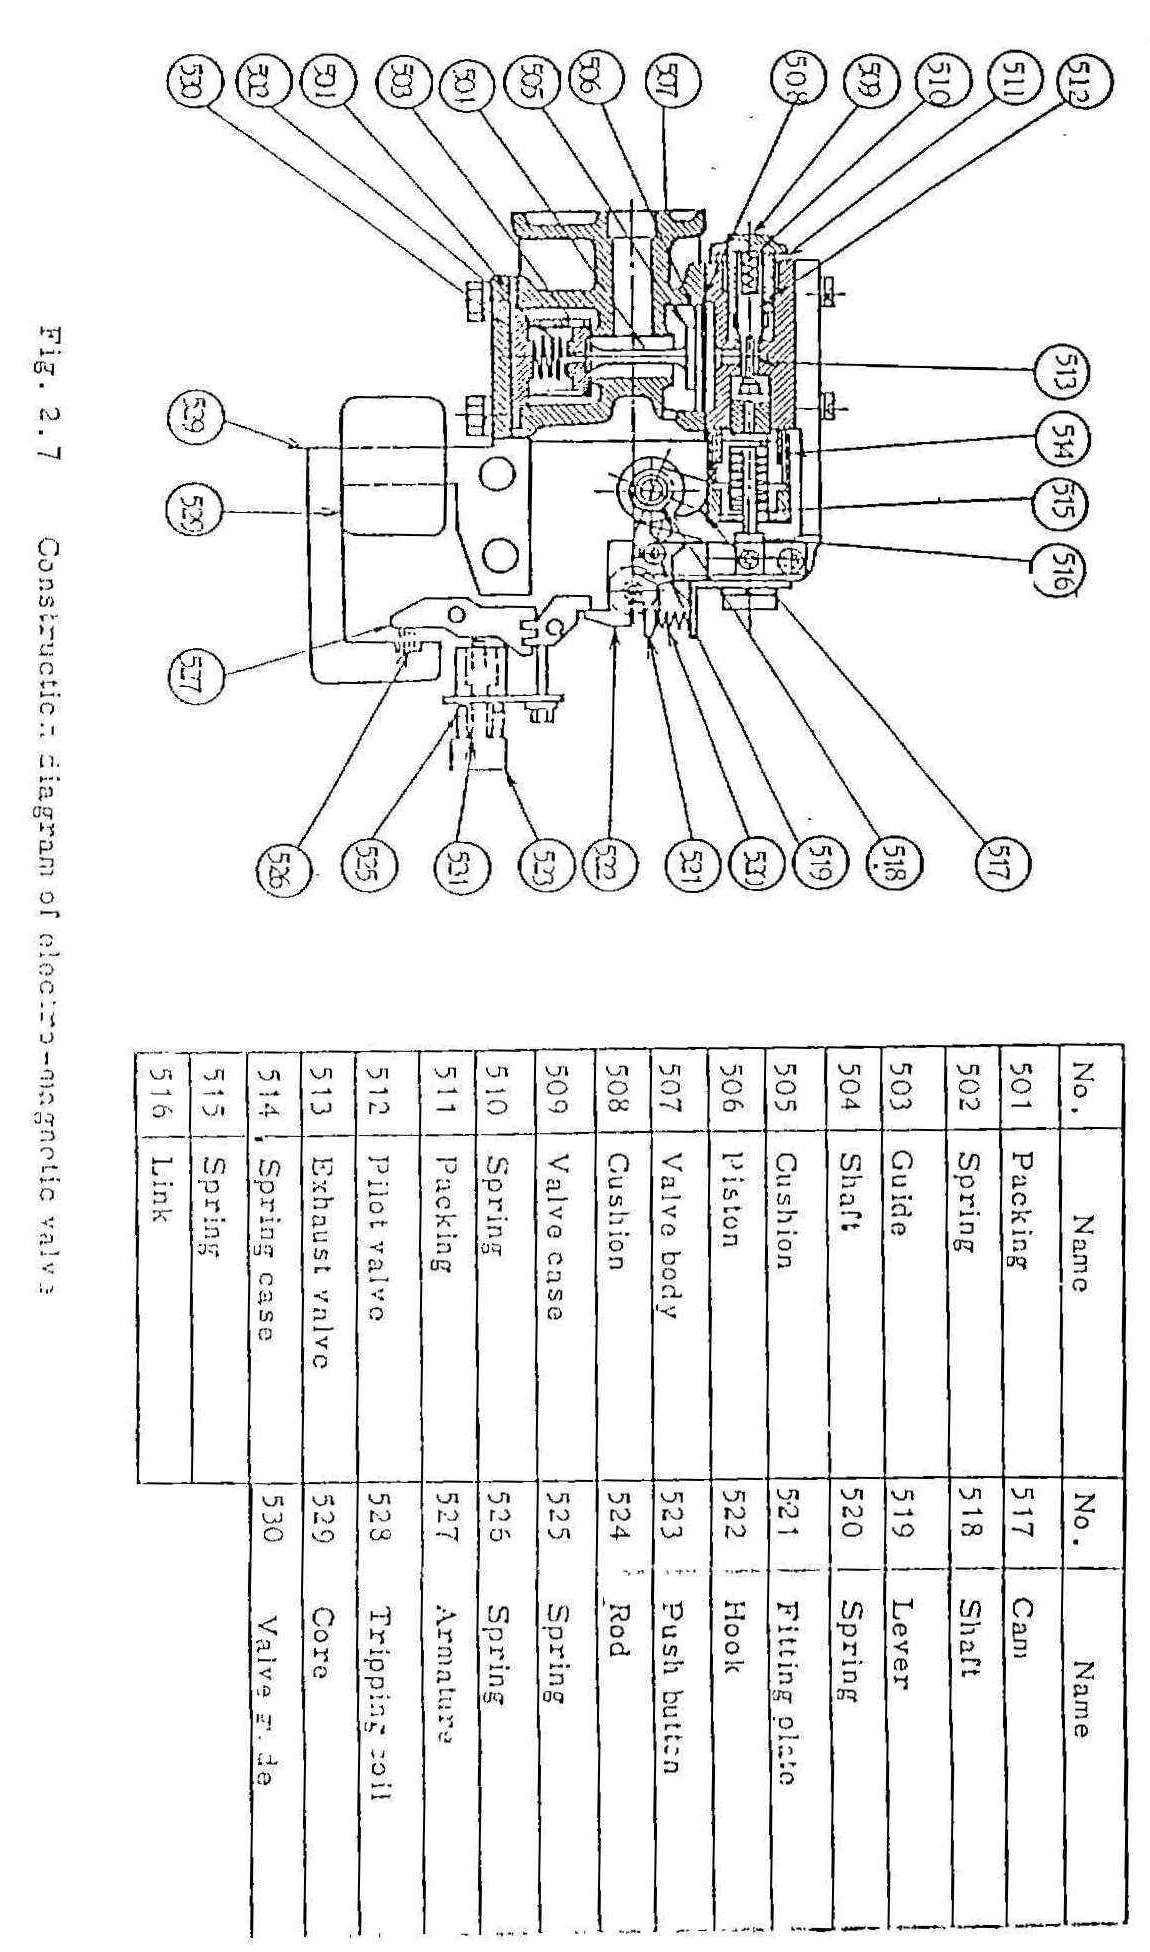 512
511
510
509
508
507
506
505
501
503
501
502
530
513
514
515
516
529
529
527
517
518
519
520
521
522
523
531
525
526
No. Name No. Name
501 Packing 517 Cam
502 Spring 518 Shaft
503 Guide 519 Lever
504 Shaft 520 Spring
505 Cushion 521 Fitting plate
506 Piston 522 Hook
507 Valve body 523 Push button
508 Cushion 524 Rod
509 Valve case 525 Spring
510 Spring 526 Spring
511 Packing 527 Armature
512 Pilot valve 528 Tripping coil
513 Exhaust valve 529 Core
514 Spring case 530 Valve
515 Spring
516 Link
Fig. 2.7 Construction diagram of electro-magnetic valve